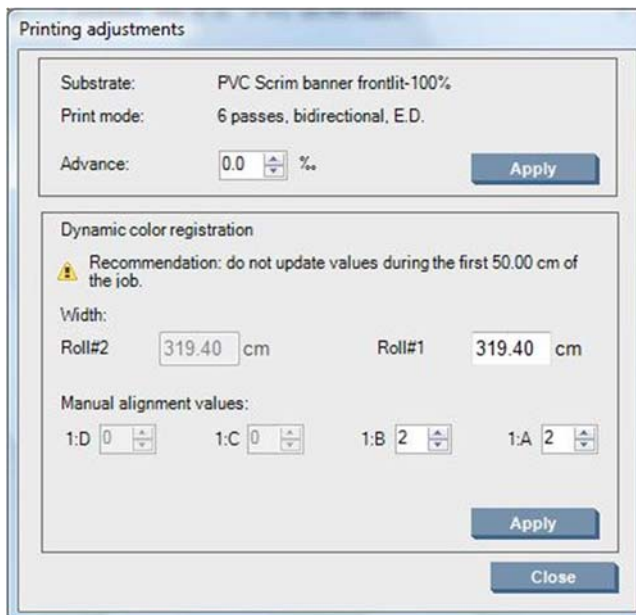 Printing adjustments
Substrate: PVC Scrim banner frontlit-100%
Print mode: 6 passes, bidirectional, E.D.
Advance: 0.0 ‰ Apply
Dynamic color registration
Recommendation: do not update values during the first 50.00 cm of
the job.
Width:
Roll#2 319.40 cm Roll#1 319.40 cm
Manual alignment values:
1:D 0 1:C 0 1:B 2 1:A 2
Apply
Close